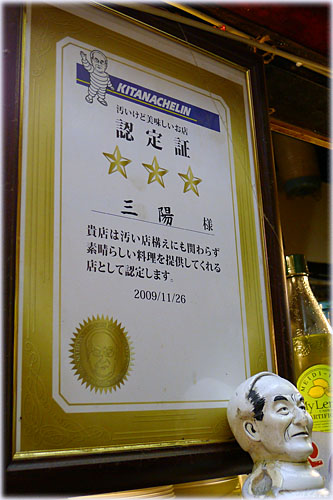 KITANACHELIN
汚いけど美味しいお店
認定証
三陽 様
貴店は汚い店構えにも関わらず
素晴らしい料理を提供してくれる
店として認定します。
2009/11/26